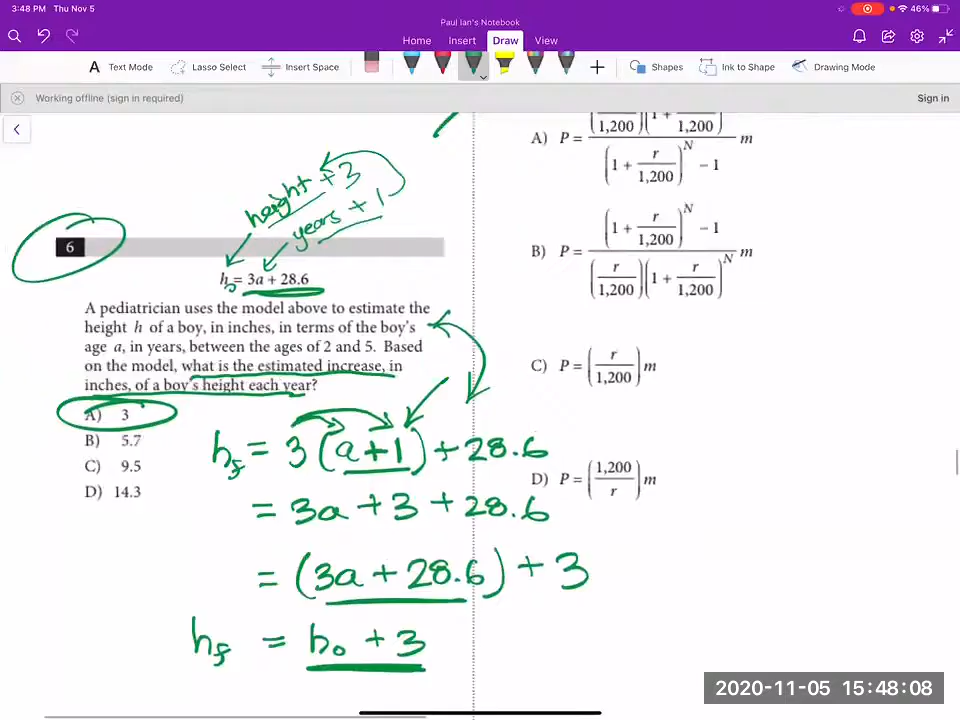 3:48 PM Thu Nov 5
46%
Paul Ian's Notebook
Home Insert Draw View
A Text Mode Lasso Select Insert Space Shapes Ink to Shape Drawing Mode
Working offline (sign in required) Sign in
height + 3
years + 1
6
h₀ = 3a + 28.6
A pediatrician uses the model above to estimate the
height h of a boy, in inches, in terms of the boy's
age a, in years, between the ages of 2 and 5. Based
on the model, what is the estimated increase, in
inches, of a boy's height each year?
A) 3
B) 5.7
C) 9.5
D) 14.3
h_f = 3(a+1) + 28.6
= 3a + 3 + 28.6
= (3a + 28.6) + 3
h_f = h₀ + 3
A) P = (r/1,200)(1 + r/1,200) / ((1 + r/1,200)^N − 1) m
B) P = ((1 + r/1,200)^N − 1) / ((r/1,200)(1 + r/1,200)^N) m
C) P = (r/1,200) m
D) P = (1,200/r) m
2020-11-05 15:48:08